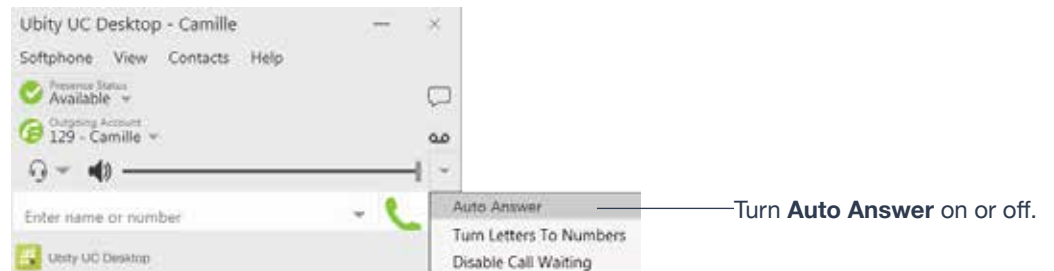 Ubity UC Desktop - Camille
Softphone View Contacts Help
Presence Status
Available
Outgoing Account
129 - Camille
Enter name or number
Auto Answer
Turn Auto Answer on or off.
Turn Letters To Numbers
Ubity UC Desktop
Disable Call Waiting